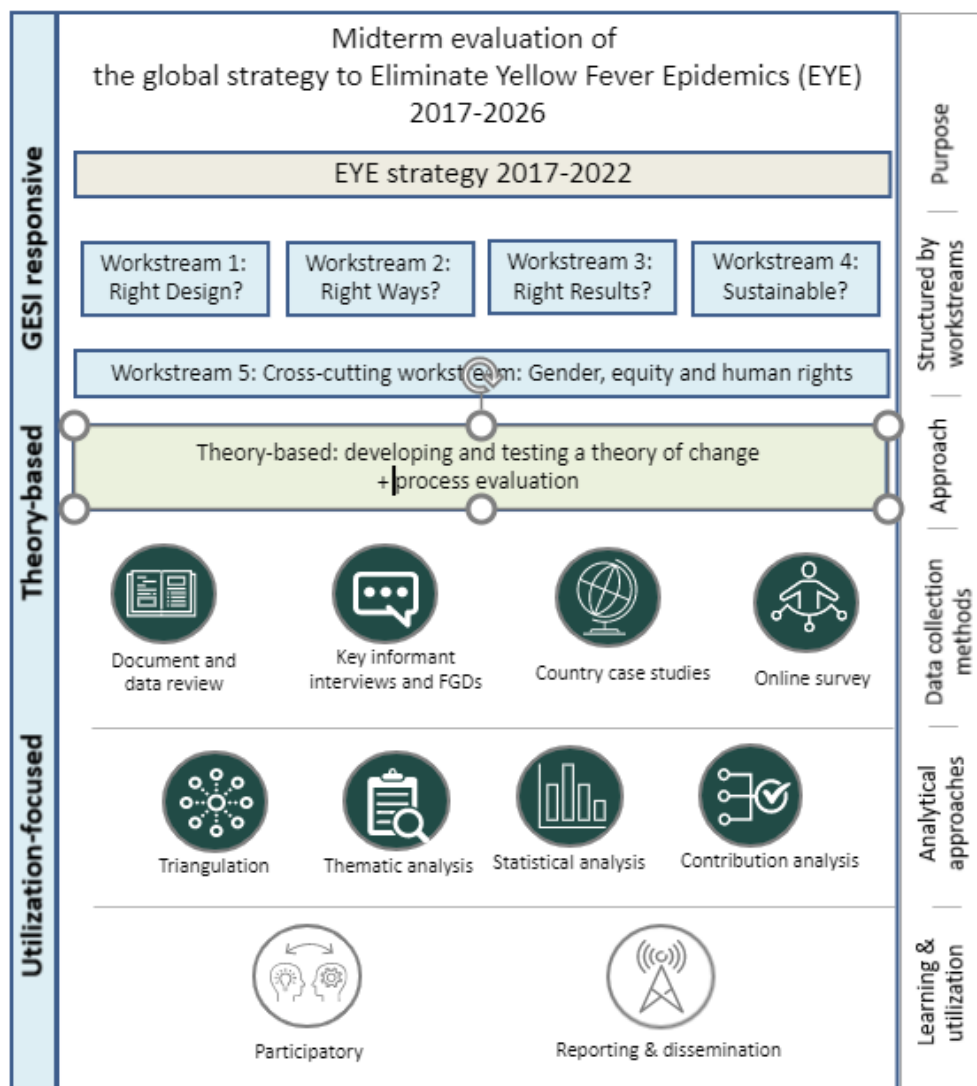 Midterm evaluation of
the global strategy to Eliminate Yellow Fever Epidemics (EYE)
2017-2026
EYE strategy 2017-2022
Workstream 1:
Right Design?
Workstream 2:
Right Ways?
Workstream 3:
Right Results?
Workstream 4:
Sustainable?
Workstream 5: Cross-cutting workstream: Gender, equity and human rights
Theory-based: developing and testing a theory of change
+ process evaluation
Document and
data review
Key informant
interviews and FGDs
Country case studies
Online survey
Triangulation
Thematic analysis
Statistical analysis
Contribution analysis
Participatory
Reporting & dissemination
GESI responsive
Theory-based
Utilization-focused
Purpose
Structured by
workstreams
Approach
Data collection
methods
Analytical
approaches
Learning &
utilization